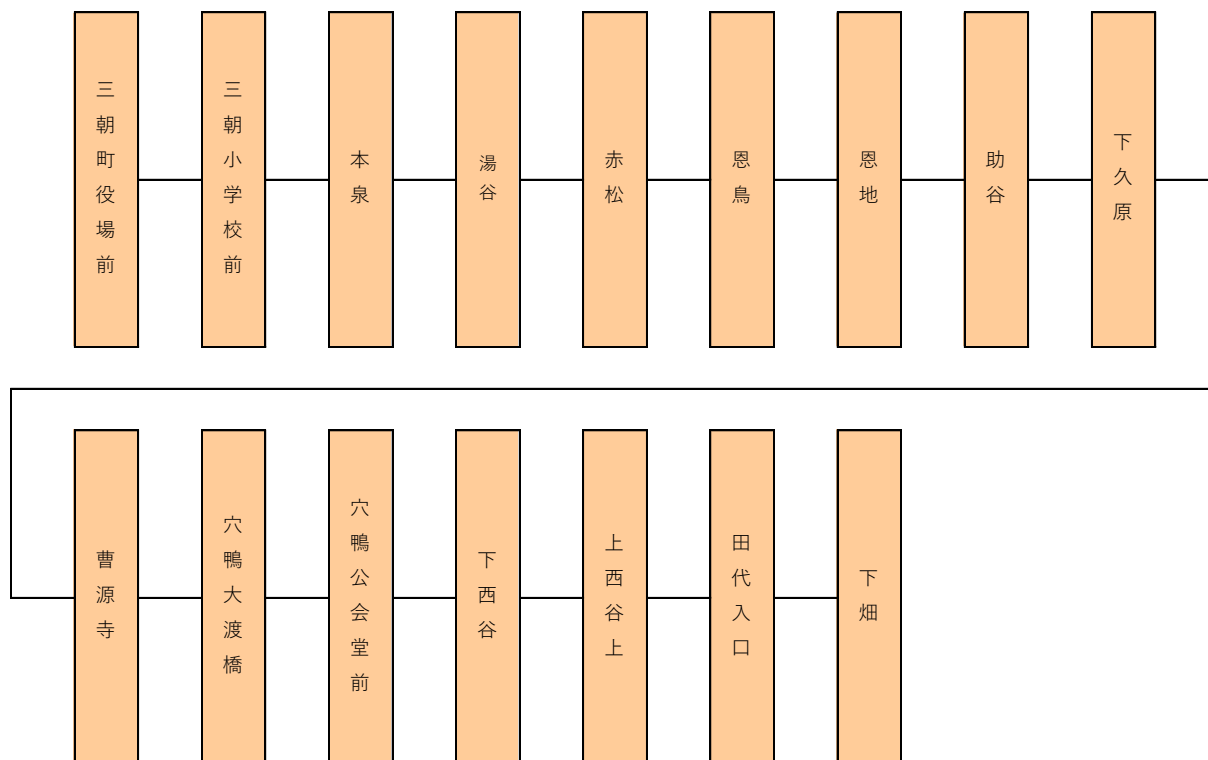 三朝町役場前
三朝小学校前
本泉
湯谷
赤松
恩鳥
恩地
助谷
下久原
曹源寺
穴鴨大渡橋
穴鴨公会堂前
下西谷
上西谷上
田代入口
下畑